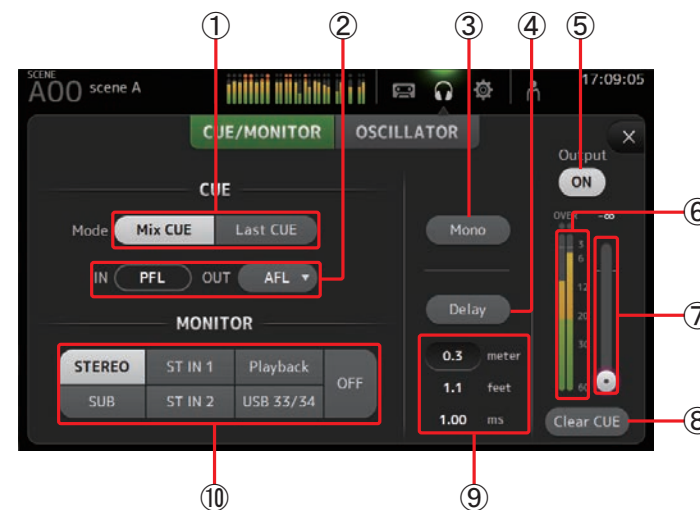 ① ② ③ ④ ⑤
SCENE
A00 scene A 17:09:05
CUE/MONITOR OSCILLATOR ×
Output
ON
CUE
OVER -∞ ⑥
Mode Mix CUE Last CUE Mono
3
6
IN PFL OUT AFL ▼
12
Delay ⑦
MONITOR 20
30
0.3 meter
STEREO ST IN 1 Playback OFF
1.1 feet
60
SUB ST IN 2 USB 33/34
1.00 ms Clear CUE ⑧
⑩ ⑨